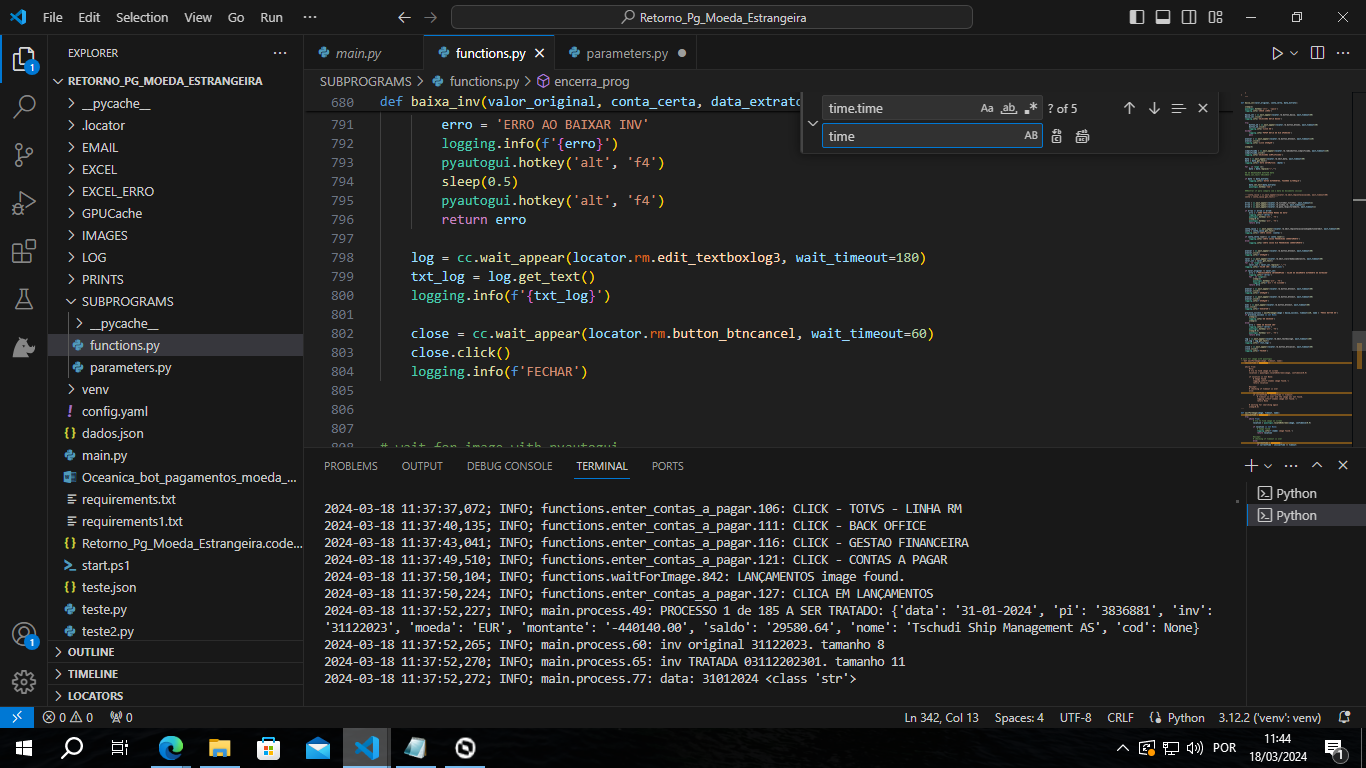 File Edit Selection View Go Run ··· Retorno_Pg_Moeda_Estrangeira
EXPLORER
RETORNO_PG_MOEDA_ESTRANGEIRA
__pycache__
.locator
EMAIL
EXCEL
EXCEL_ERRO
GPUCache
IMAGES
LOG
PRINTS
SUBPROGRAMS
__pycache__
functions.py
parameters.py
venv
config.yaml
dados.json
main.py
Oceanica_bot_pagamentos_moeda_...
requirements.txt
requirements1.txt
Retorno_Pg_Moeda_Estrangeira.code...
start.ps1
teste.json
teste.py
teste2.py
OUTLINE
TIMELINE
LOCATORS
1
1
main.py functions.py parameters.py
SUBPROGRAMS > functions.py > encerra_prog
680 def baixa_inv(valor_original, conta_certa, data_extrato
time.time Aa ab ? of 5
time AB
791 erro = 'ERRO AO BAIXAR INV'
792 logging.info(f'{erro}')
793 pyautogui.hotkey('alt', 'f4')
794 sleep(0.5)
795 pyautogui.hotkey('alt', 'f4')
796 return erro
797
798 log = cc.wait_appear(locator.rm.edit_textboxlog3, wait_timeout=180)
799 txt_log = log.get_text()
800 logging.info(f'{txt_log}')
801
802 close = cc.wait_appear(locator.rm.button_btncancel, wait_timeout=60)
803 close.click()
804 logging.info(f'FECHAR')
805
806
807
808 # wait for image with pyautogui
PROBLEMS OUTPUT DEBUG CONSOLE TERMINAL PORTS
Python
Python
2024-03-18 11:37:37,072; INFO; functions.enter_contas_a_pagar.106: CLICK - TOTVS - LINHA RM
2024-03-18 11:37:40,135; INFO; functions.enter_contas_a_pagar.111: CLICK - BACK OFFICE
2024-03-18 11:37:43,041; INFO; functions.enter_contas_a_pagar.116: CLICK - GESTAO FINANCEIRA
2024-03-18 11:37:49,510; INFO; functions.enter_contas_a_pagar.121: CLICK - CONTAS A PAGAR
2024-03-18 11:37:50,104; INFO; functions.waitForImage.842: LANÇAMENTOS image found.
2024-03-18 11:37:50,224; INFO; functions.enter_contas_a_pagar.127: CLICA EM LANÇAMENTOS
2024-03-18 11:37:52,227; INFO; main.process.49: PROCESSO 1 de 185 A SER TRATADO: {'data': '31-01-2024', 'pi': '3836881', 'inv':
'31122023', 'moeda': 'EUR', 'montante': '-440140.00', 'saldo': '29580.64', 'nome': 'Tschudi Ship Management AS', 'cod': None}
2024-03-18 11:37:52,265; INFO; main.process.60: inv original 31122023. tamanho 8
2024-03-18 11:37:52,270; INFO; main.process.65: inv TRATADA 03112202301. tamanho 11
2024-03-18 11:37:52,272; INFO; main.process.77: data: 31012024 <class 'str'>
0 0 0 Ln 342, Col 13 Spaces: 4 UTF-8 CRLF Python 3.12.2 ('venv': venv)
POR 11:44
18/03/2024 1